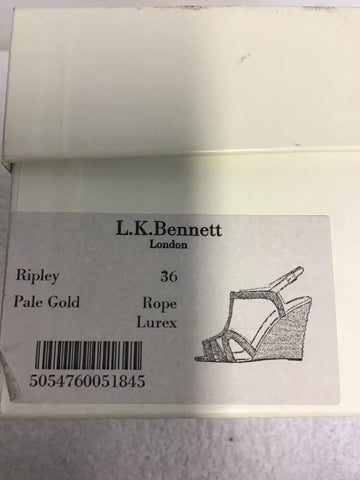 L.K.Bennett
London
Ripley 36
Pale Gold Rope
Lurex
5054760051845